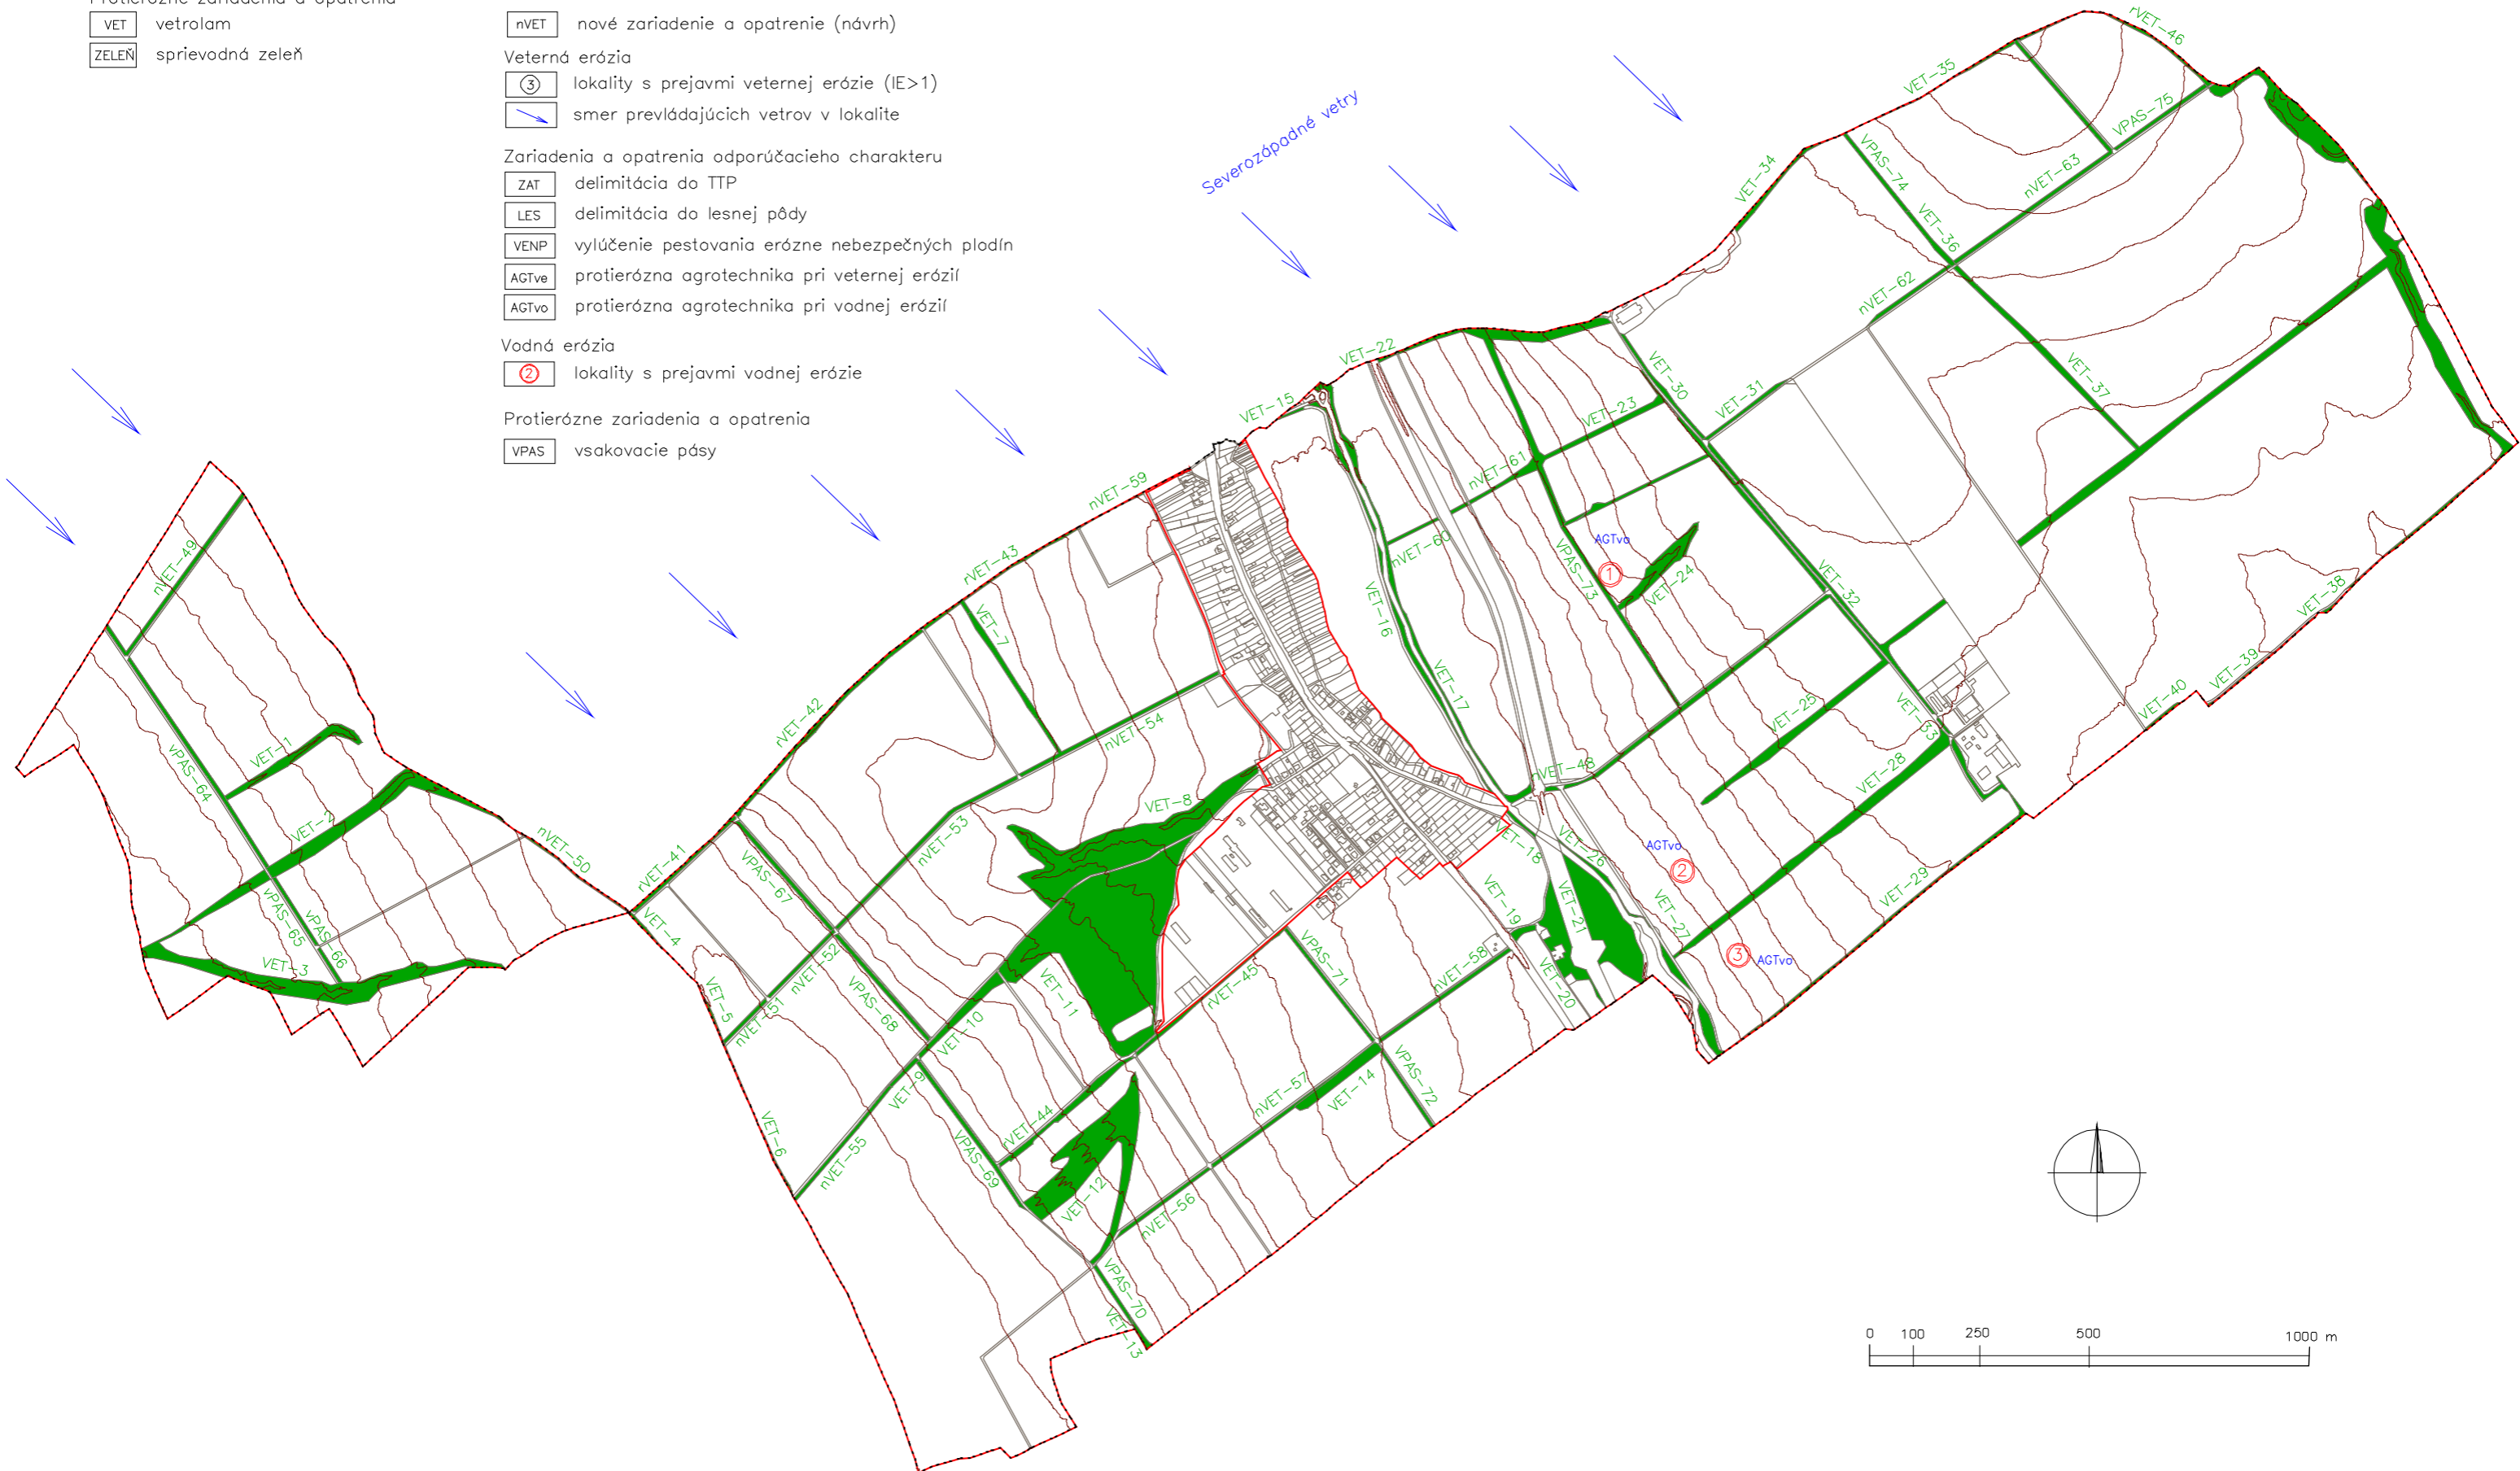 Protierózne zariadenia a opatrenia
VET vetrolam
ZELEŇ sprievodná zeleň
nVET nové zariadenie a opatrenie (návrh)
Veterná erózia
3 lokality s prejavmi veternej erózie (IE>1)
smer prevládajúcich vetrov v lokalite
Zariadenia a opatrenia odporúčacieho charakteru
ZAT delimitácia do TTP
LES delimitácia do lesnej pôdy
VENP vylúčenie pestovania erózne nebezpečných plodín
AGTve protierózna agrotechnika pri veternej erózií
AGTvo protierózna agrotechnika pri vodnej erózií
Vodná erózia
2 lokality s prejavmi vodnej erózie
Protierózne zariadenia a opatrenia
VPAS vsakovacie pásy
Severozápadné vetry
rVET-46
VET-35
VPAS-75
VPAS-74
nVET-63
VET-34
VET-36
nVET-62
VET-37
VET-22
VET-30
VET-31
VET-15
VET-23
nVET-61
nVET-59
nVET-60
AGTvo
1
VPAS-73
VET-24
VET-32
VET-38
rVET-43
nVET-49
VET-7
VET-16
VET-17
VET-39
VET-40
VET-25
VET-33
rVET-42
nVET-54
nVET-48
VET-28
vPAS-64
VET-1
VET-2
VET-8
nVET-53
nVET-50
rVET-41
VPAS-67
VET-18
VET-26
AGTvo
2
VET-29
vPAS-65
vPAS-66
VET-3
VET-4
VET-5
nVET-51
nVET-52
VPAS-68
VET-10
VET-11
rVET-45
VPAS-71
nVET-58
VET-19
VET-21
VET-20
VET-27
3
AGTvo
VET-9
nVET-57
VET-14
VPAS-72
VET-6
nVET-55
VPAS-69
rVET-44
VET-12
nVET-56
VPAS-70
VET-13
0 100 250 500 1000 m